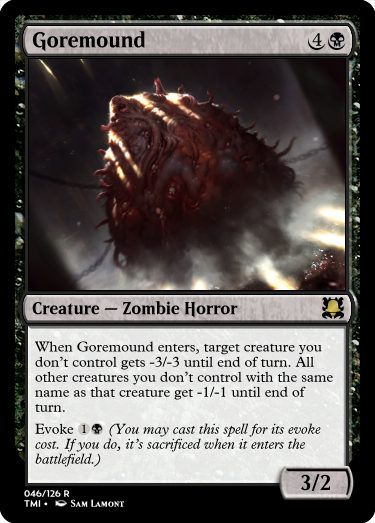 Goremound 4
Creature — Zombie Horror
When Goremound enters, target creature you
don't control gets -3/-3 until end of turn. All
other creatures you don't control with the same
name as that creature get -1/-1 until end of
turn.
Evoke 1 (You may cast this spell for its evoke
cost. If you do, it's sacrificed when it enters the
battlefield.)
3/2
046/126 R
TMI • Sam Lamont